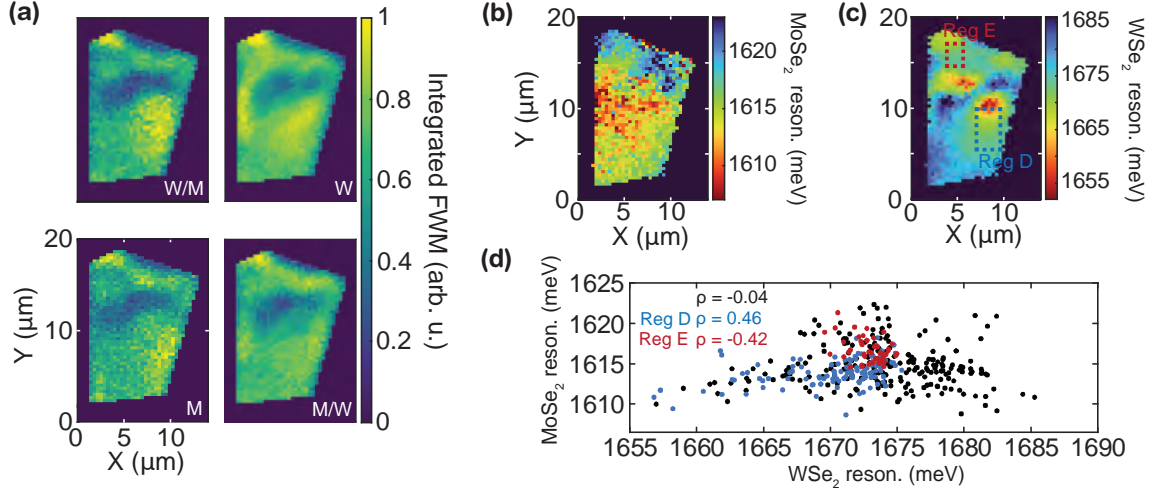 (a)
W/M
W
M
M/W
20
10
0
Y (µm)
0
5
10
X (µm)
1
0.8
0.6
0.4
0.2
0
Integrated FWM (arb. u.)
(b)
20
10
0
Y (µm)
0
5
10
X (µm)
1620
1615
1610
MoSe2 reson. (meV)
(c)
Reg E
Reg D
20
10
0
0
5
10
X (µm)
1685
1675
1665
1655
WSe2 reson. (meV)
(d)
ρ = -0.04
Reg D ρ = 0.46
Reg E ρ = -0.42
1625
1620
1615
1610
MoSe2 reson. (meV)
1655
1660
1665
1670
1675
1680
1685
1690
WSe2 reson. (meV)